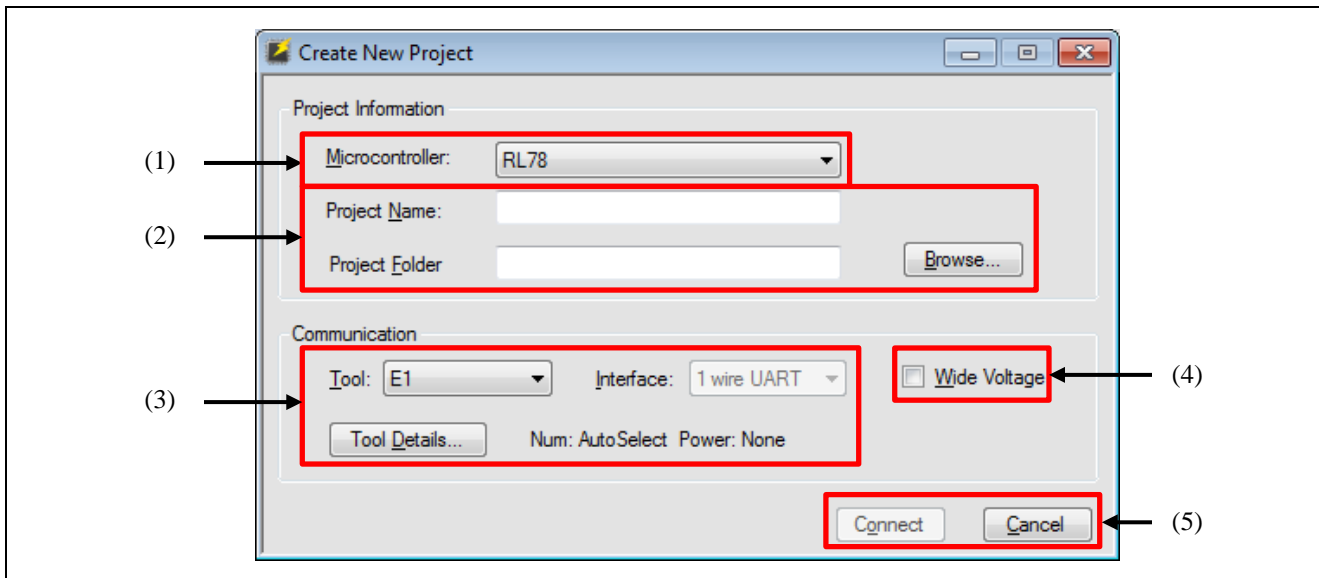 Create New Project
Project Information
(1) Microcontroller: RL78
Project Name:
(2)
Project Folder Browse...
Communication
Tool: E1 Interface: 1 wire UART Wide Voltage (4)
(3)
Tool Details... Num: AutoSelect Power: None
Connect Cancel (5)